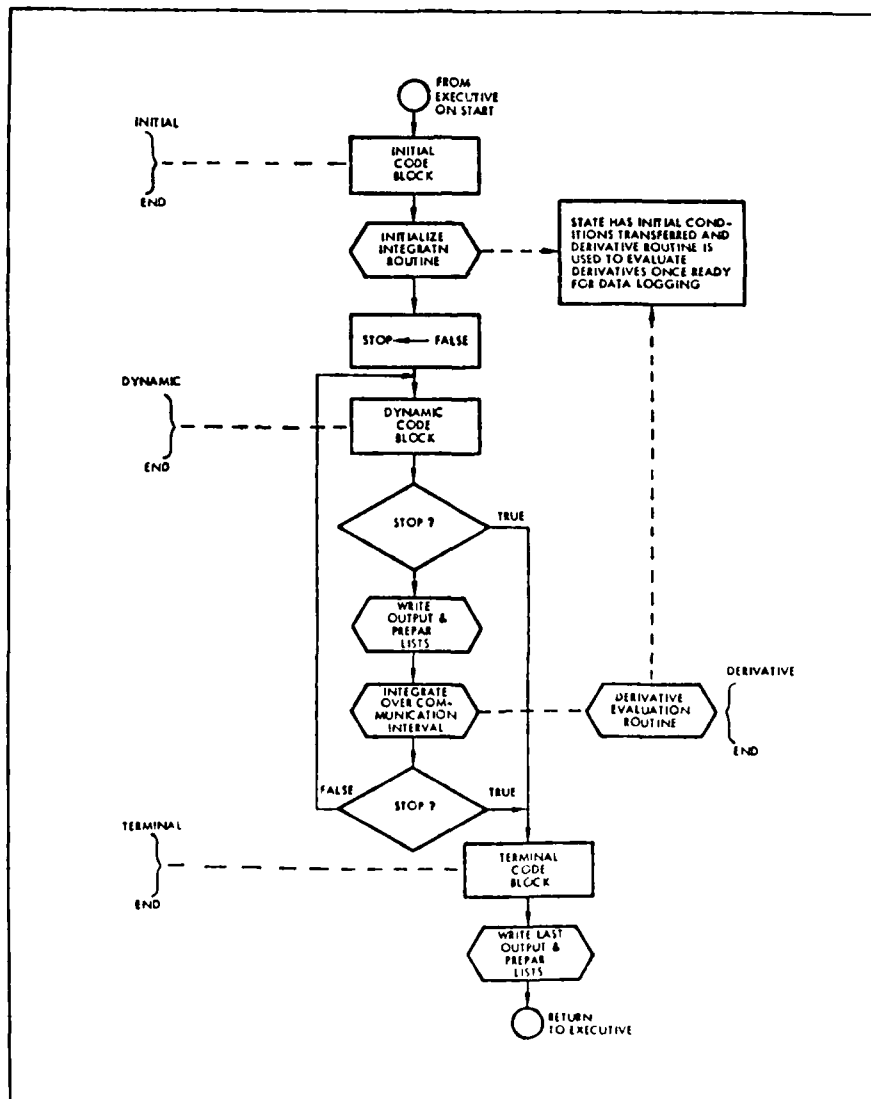 FROM
EXECUTIVE
ON START
INITIAL
END
INITIAL
CODE
BLOCK
INITIALIZE
INTEGRATN
ROUTINE
STATE HAS INITIAL COND-
ITIONS TRANSFERRED AND
DERIVATIVE ROUTINE IS
USED TO EVALUATE
DERIVATIVES ONCE READY
FOR DATA LOGGING
STOP FALSE
DYNAMIC
END
DYNAMIC
CODE
BLOCK
STOP ?
TRUE
WRITE
OUTPUT &
PREPAR
LISTS
INTEGRATE
OVER COM-
MUNICATION
INTERVAL
DERIVATIVE
EVALUATION
ROUTINE
DERIVATIVE
END
FALSE
STOP ?
TRUE
TERMINAL
END
TERMINAL
CODE
BLOCK
WRITE LAST
OUTPUT &
PREPAR
LISTS
RETURN
TO EXECUTIVE